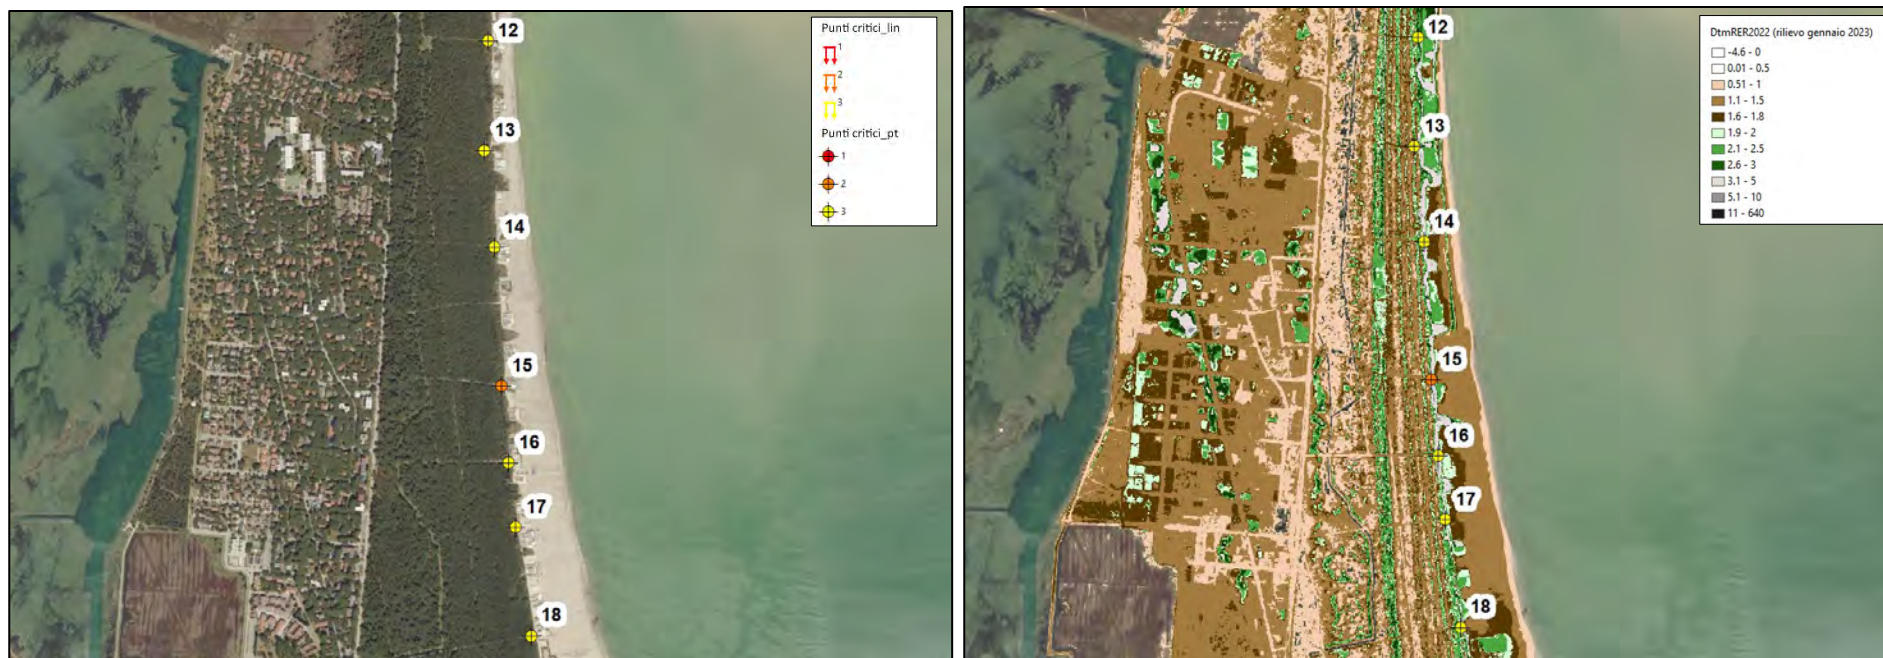 12
13
14
15
16
17
18
Punti critici_lin
1
2
3
Punti critici_pt
1
2
3
12
13
14
15
16
17
18
DtmRER2022 (rilievo gennaio 2023)
-4.6 - 0
0.01 - 0.5
0.51 - 1
1.1 - 1.5
1.6 - 1.8
1.9 - 2
2.1 - 2.5
2.6 - 3
3.1 - 5
5.1 - 10
11 - 640